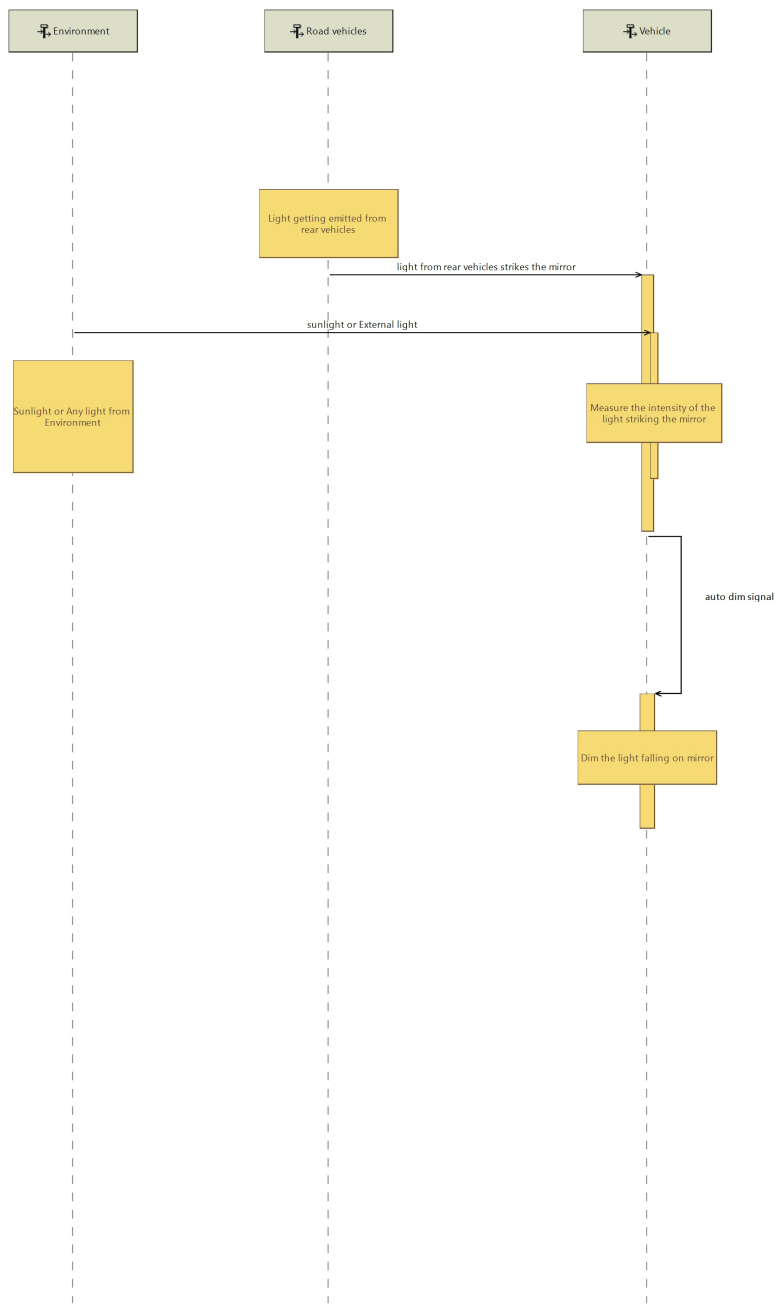 Environment
Road vehicles
Vehicle
Light getting emitted from
rear vehicles
light from rear vehicles strikes the mirror
sunlight or External light
Sunlight or Any light from
Environment
Measure the intensity of the
light striking the mirror
auto dim signal
Dim the light falling on mirror